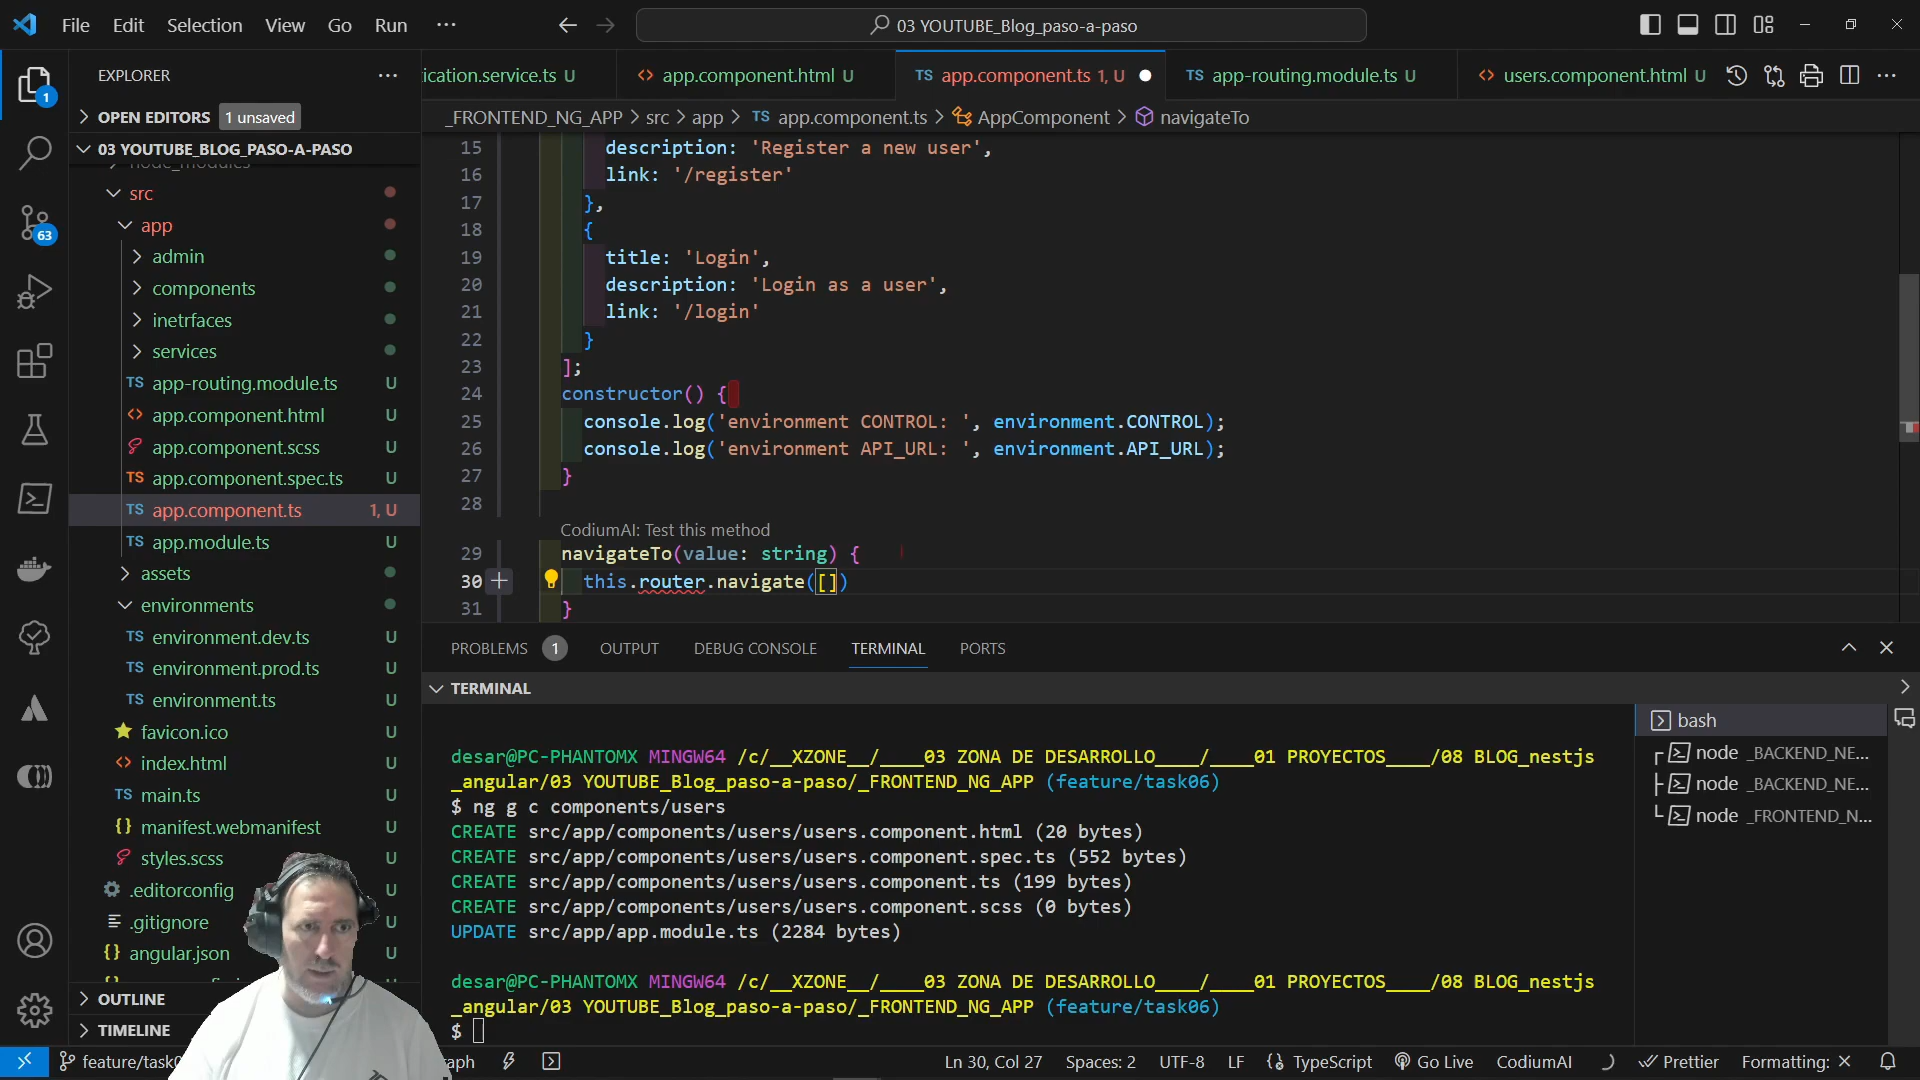 File Edit Selection View Go Run ···
03 YOUTUBE_Blog_paso-a-paso
EXPLORER
ication.service.ts U
app.component.html U
TS app.component.ts 1, U
TS app-routing.module.ts U
users.component.html U
OPEN EDITORS 1 unsaved
_FRONTEND_NG_APP > src > app > TS app.component.ts > AppComponent > navigateTo
03 YOUTUBE_BLOG_PASO-A-PASO
node_modules
src
app
admin
components
inetrfaces
services
TS app-routing.module.ts U
app.component.html U
app.component.scss U
TS app.component.spec.ts U
TS app.component.ts 1, U
TS app.module.ts U
assets
environments
TS environment.dev.ts U
TS environment.prod.ts U
TS environment.ts U
favicon.ico U
index.html U
TS main.ts U
{} manifest.webmanifest U
styles.scss U
.editorconfig U
.gitignore U
{} angular.json U
OUTLINE
TIMELINE
1
63
15 description: 'Register a new user',
16 link: '/register'
17 },
18 {
19 title: 'Login',
20 description: 'Login as a user',
21 link: '/login'
22 }
23 ];
24 constructor() {
25 console.log('environment CONTROL: ', environment.CONTROL);
26 console.log('environment API_URL: ', environment.API_URL);
27 }
28
CodiumAI: Test this method
29 navigateTo(value: string) {
30 this.router.navigate([])
31 }
PROBLEMS 1 OUTPUT DEBUG CONSOLE TERMINAL PORTS
TERMINAL
desar@PC-PHANTOMX MINGW64 /c/__XZONE__/____03 ZONA DE DESARROLLO____/____01 PROYECTOS____/08 BLOG_nestjs
_angular/03 YOUTUBE_Blog_paso-a-paso/_FRONTEND_NG_APP (feature/task06)
$ ng g c components/users
CREATE src/app/components/users/users.component.html (20 bytes)
CREATE src/app/components/users/users.component.spec.ts (552 bytes)
CREATE src/app/components/users/users.component.ts (199 bytes)
CREATE src/app/components/users/users.component.scss (0 bytes)
UPDATE src/app/app.module.ts (2284 bytes)
desar@PC-PHANTOMX MINGW64 /c/__XZONE__/____03 ZONA DE DESARROLLO____/____01 PROYECTOS____/08 BLOG_nestjs
_angular/03 YOUTUBE_Blog_paso-a-paso/_FRONTEND_NG_APP (feature/task06)
$
bash
node _BACKEND_NE...
node _BACKEND_NE...
node _FRONTEND_N...
Ln 30, Col 27 Spaces: 2 UTF-8 LF {} TypeScript Go Live CodiumAI Prettier Formatting: ×